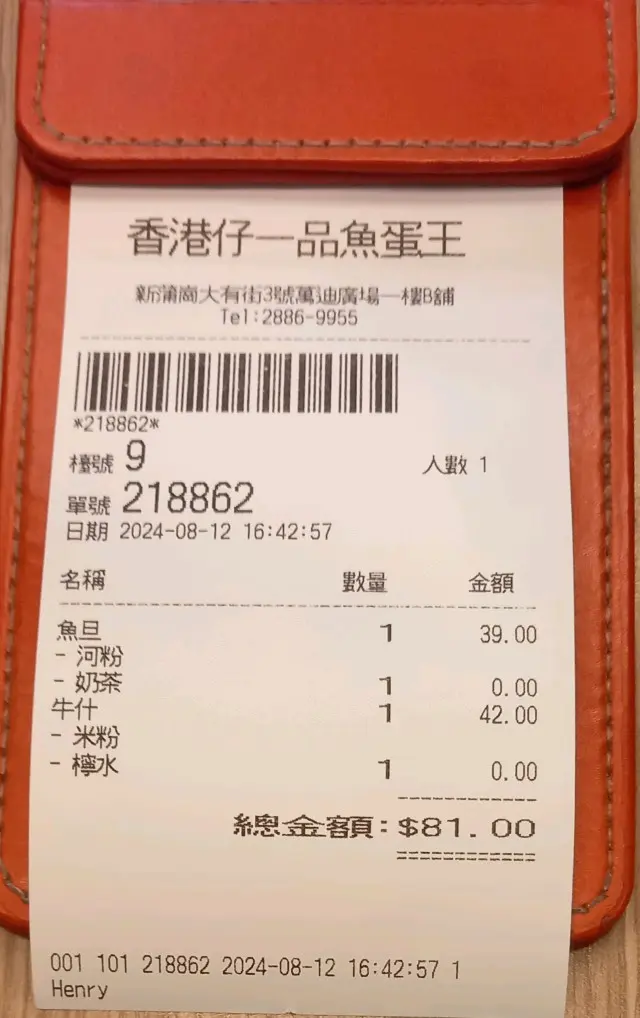 香港仔一品魚蛋王
新蒲崗大有街3號萬迪廣場一樓B舖
Tel:2886-9955
*218862*
檯號 9 人數 1
單號 218862
日期 2024-08-12 16:42:57
名稱 數量 金額
魚旦 1 39.00
- 河粉
- 奶茶 1 0.00
牛什 1 42.00
- 米粉
- 檸水 1 0.00
總金額:$81.00
001 101 218862 2024-08-12 16:42:57 1
Henry